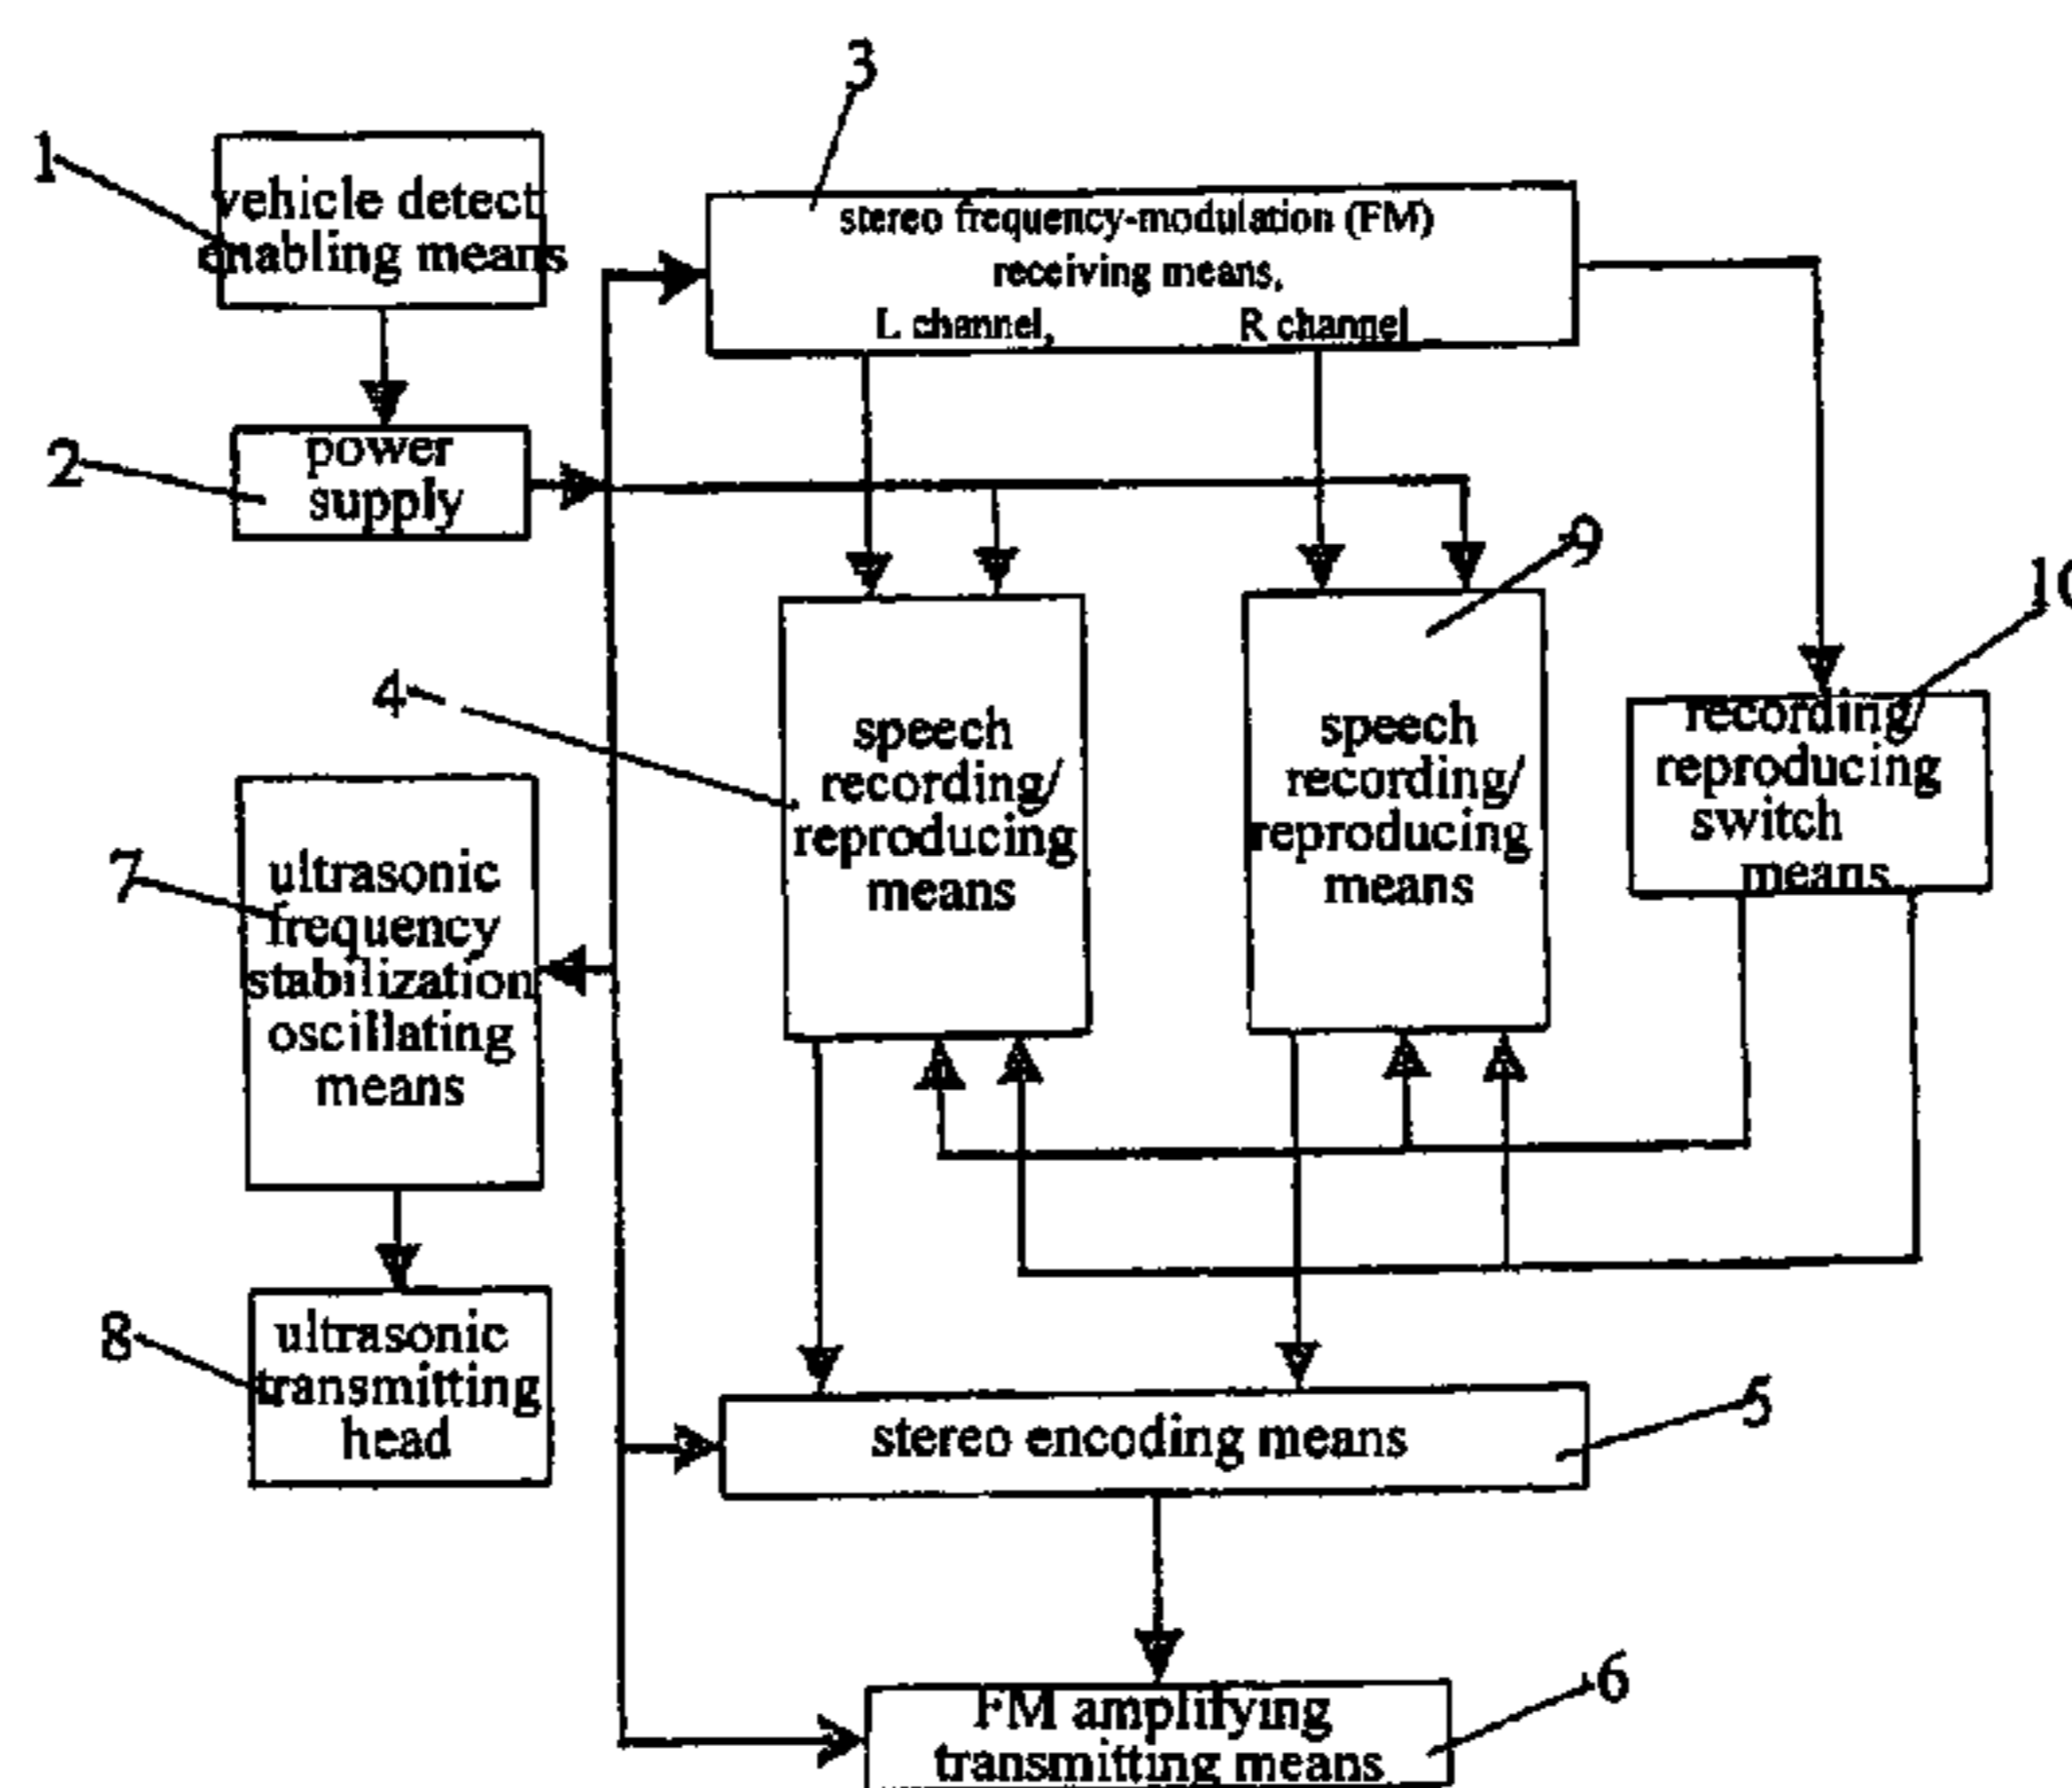 3
1
vehicle detect
enabling means
stereo frequency-modulation (FM)
receiving means,
L channel, R channel
2
power
supply
9
10
4
speech
recording/
reproducing
means
speech
recording/
reproducing
means
recording/
reproducing
switch
means
7
ultrasonic
frequency
stabilization
oscillating
means
8
ultrasonic
transmitting
head
5
stereo encoding means
6
FM amplifying
transmitting means